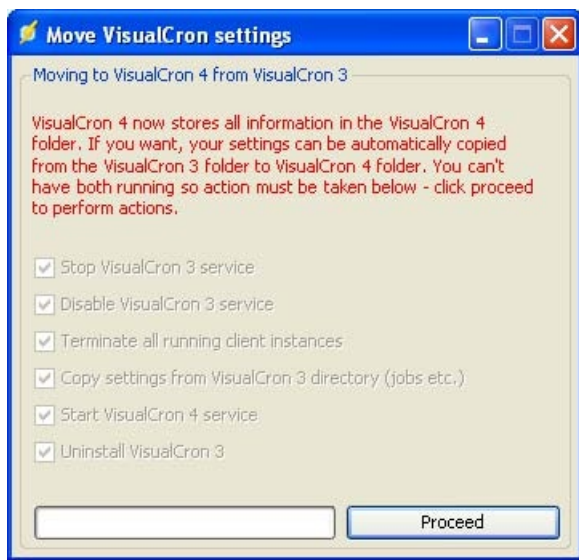 Move VisualCron settings
Moving to VisualCron 4 from VisualCron 3
VisualCron 4 now stores all information in the VisualCron 4
folder. If you want, your settings can be automatically copied
from the VisualCron 3 folder to VisualCron 4 folder. You can't
have both running so action must be taken below - click proceed
to perform actions.
Stop VisualCron 3 service
Disable VisualCron 3 service
Terminate all running client instances
Copy settings from VisualCron 3 directory (jobs etc.)
Start VisualCron 4 service
Uninstall VisualCron 3
Proceed